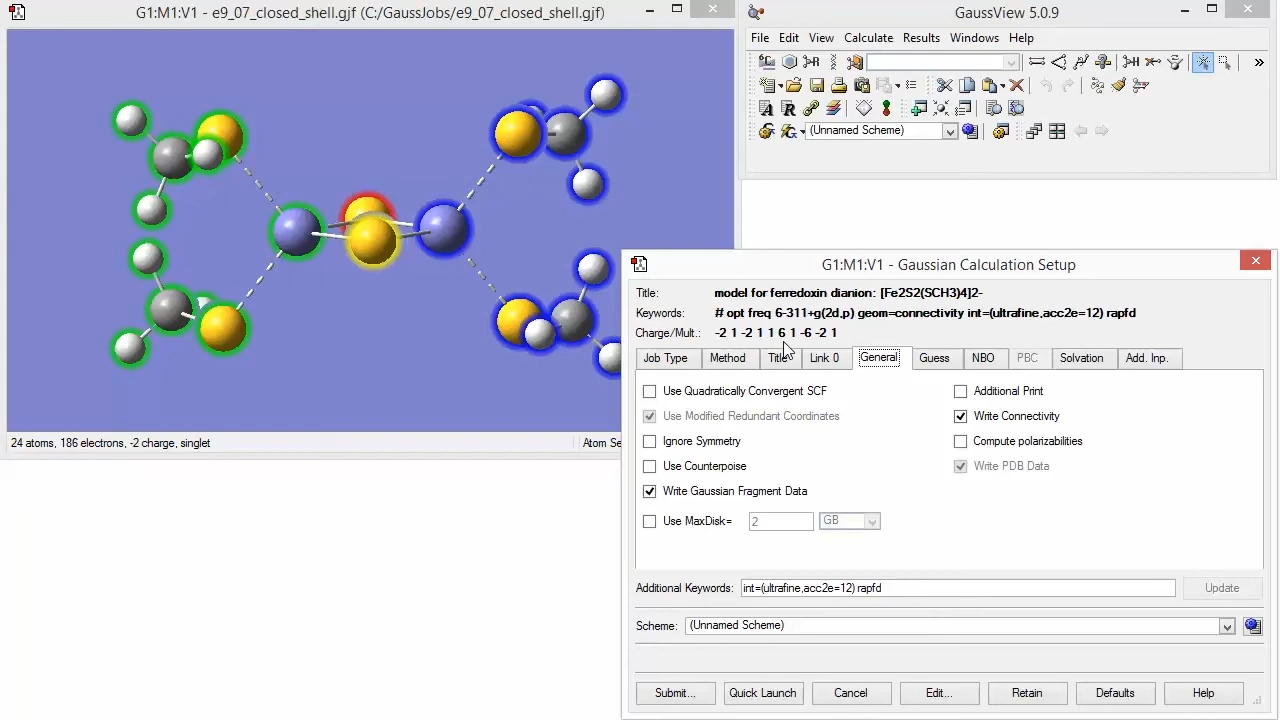 G1:M1:V1 - e9_07_closed_shell.gjf (C:/GaussJobs/e9_07_closed_shell.gjf)
24 atoms, 186 electrons, -2 charge, singlet
Atom Se
GaussView 5.0.9
File Edit View Calculate Results Windows Help
(Unnamed Scheme)
G1:M1:V1 - Gaussian Calculation Setup
Title: model for ferredoxin dianion: [Fe2S2(SCH3)4]2-
Keywords: # opt freq 6-311+g(2d,p) geom=connectivity int=(ultrafine,acc2e=12) rapfd
Charge/Mult.: -2 1 -2 1 1 6 1 -6 -2 1
Job Type Method Title Link 0 General Guess NBO PBC Solvation Add. Inp.
Use Quadratically Convergent SCF Additional Print
Use Modified Redundant Coordinates Write Connectivity
Ignore Symmetry Compute polarizabilities
Use Counterpoise Write PDB Data
Write Gaussian Fragment Data
Use MaxDisk= 2 GB
Additional Keywords: int=(ultrafine,acc2e=12) rapfd Update
Scheme: (Unnamed Scheme)
Submit... Quick Launch Cancel Edit... Retain Defaults Help